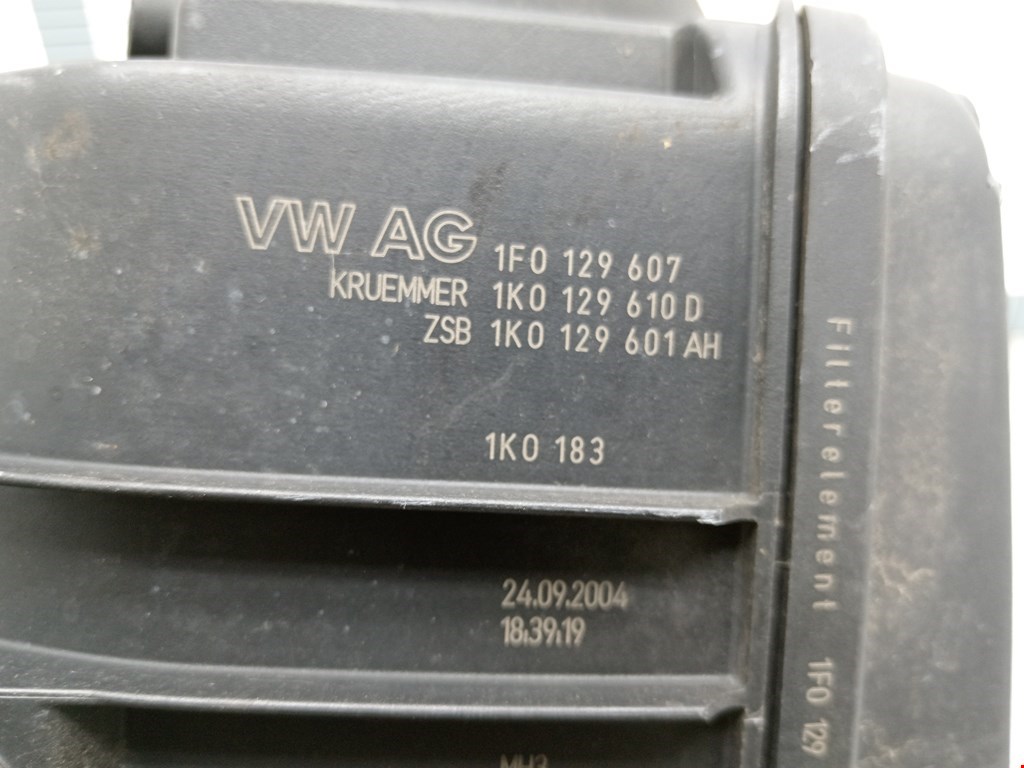 VW AG 1F0 129 607
KRUEMMER 1K0 129 610 D
ZSB 1K0 129 601 AH
1K0 183
24.09.2004
18:39:19
Filterelement 1F0 129